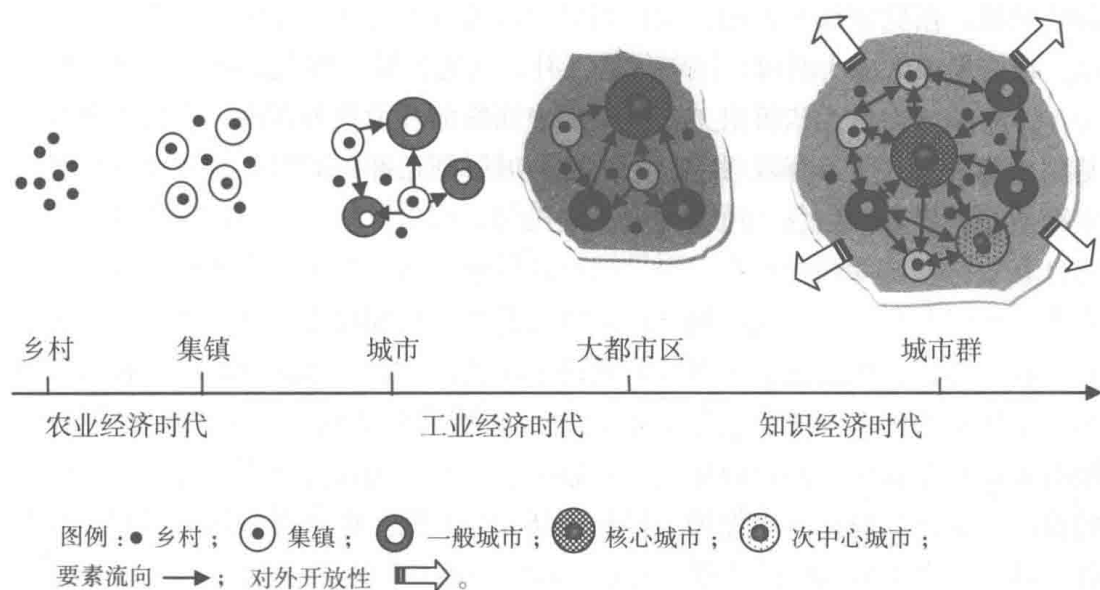 乡村 集镇 城市 大都市区 城市群
农业经济时代 工业经济时代 知识经济时代
图例：乡村；集镇；一般城市；核心城市；次中心城市；
要素流向；对外开放性。